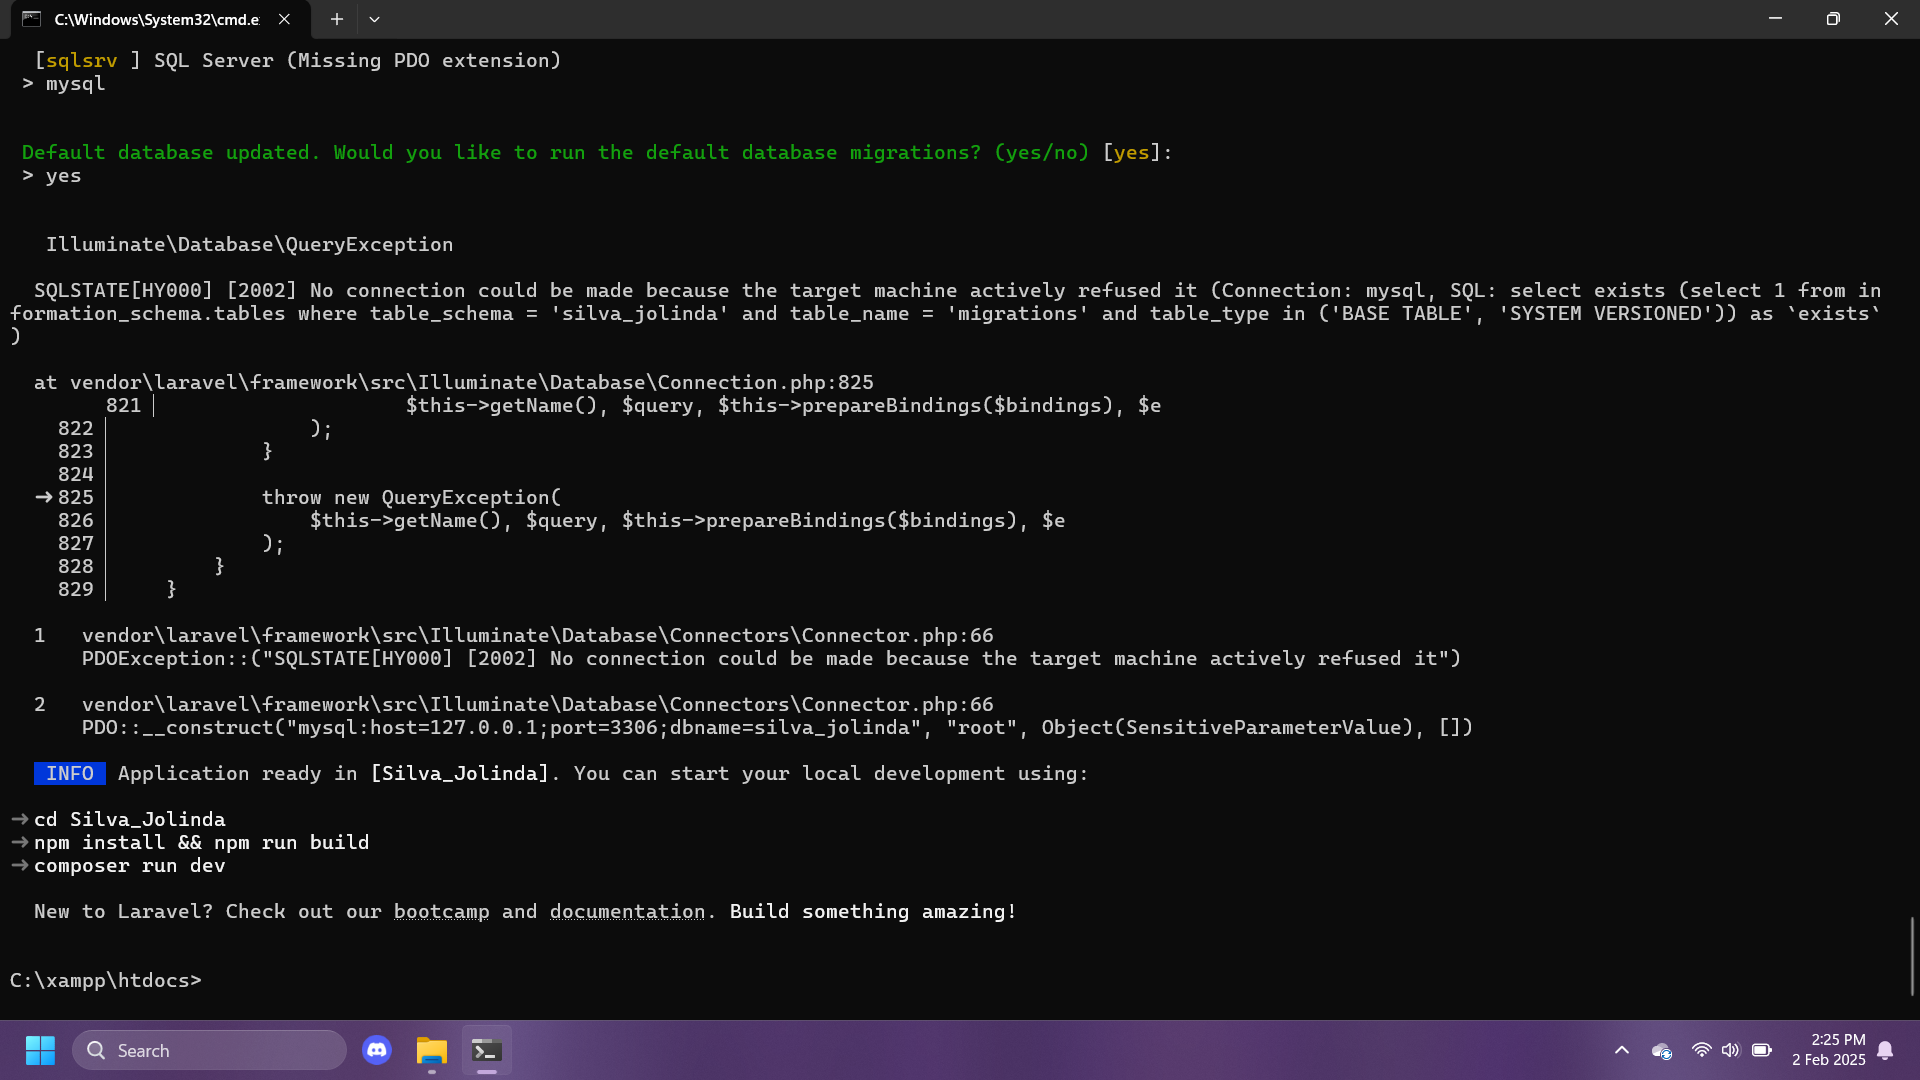 C:\Windows\System32\cmd.e
[sqlsrv ] SQL Server (Missing PDO extension)
> mysql
Default database updated. Would you like to run the default database migrations? (yes/no) [yes]:
> yes
Illuminate\Database\QueryException
SQLSTATE[HY000] [2002] No connection could be made because the target machine actively refused it (Connection: mysql, SQL: select exists (select 1 from in
formation_schema.tables where table_schema = 'silva_jolinda' and table_name = 'migrations' and table_type in ('BASE TABLE', 'SYSTEM VERSIONED')) as `exists`
)
at vendor\laravel\framework\src\Illuminate\Database\Connection.php:825
821 | $this->getName(), $query, $this->prepareBindings($bindings), $e
822 | );
823 | }
824 |
➜ 825 | throw new QueryException(
826 | $this->getName(), $query, $this->prepareBindings($bindings), $e
827 | );
828 | }
829 | }
1 vendor\laravel\framework\src\Illuminate\Database\Connectors\Connector.php:66
PDOException::("SQLSTATE[HY000] [2002] No connection could be made because the target machine actively refused it")
2 vendor\laravel\framework\src\Illuminate\Database\Connectors\Connector.php:66
PDO::__construct("mysql:host=127.0.0.1;port=3306;dbname=silva_jolinda", "root", Object(SensitiveParameterValue), [])
INFO Application ready in [Silva_Jolinda]. You can start your local development using:
➜ cd Silva_Jolinda
➜ npm install && npm run build
➜ composer run dev
New to Laravel? Check out our bootcamp and documentation. Build something amazing!
C:\xampp\htdocs>
Search
2:25 PM
2 Feb 2025